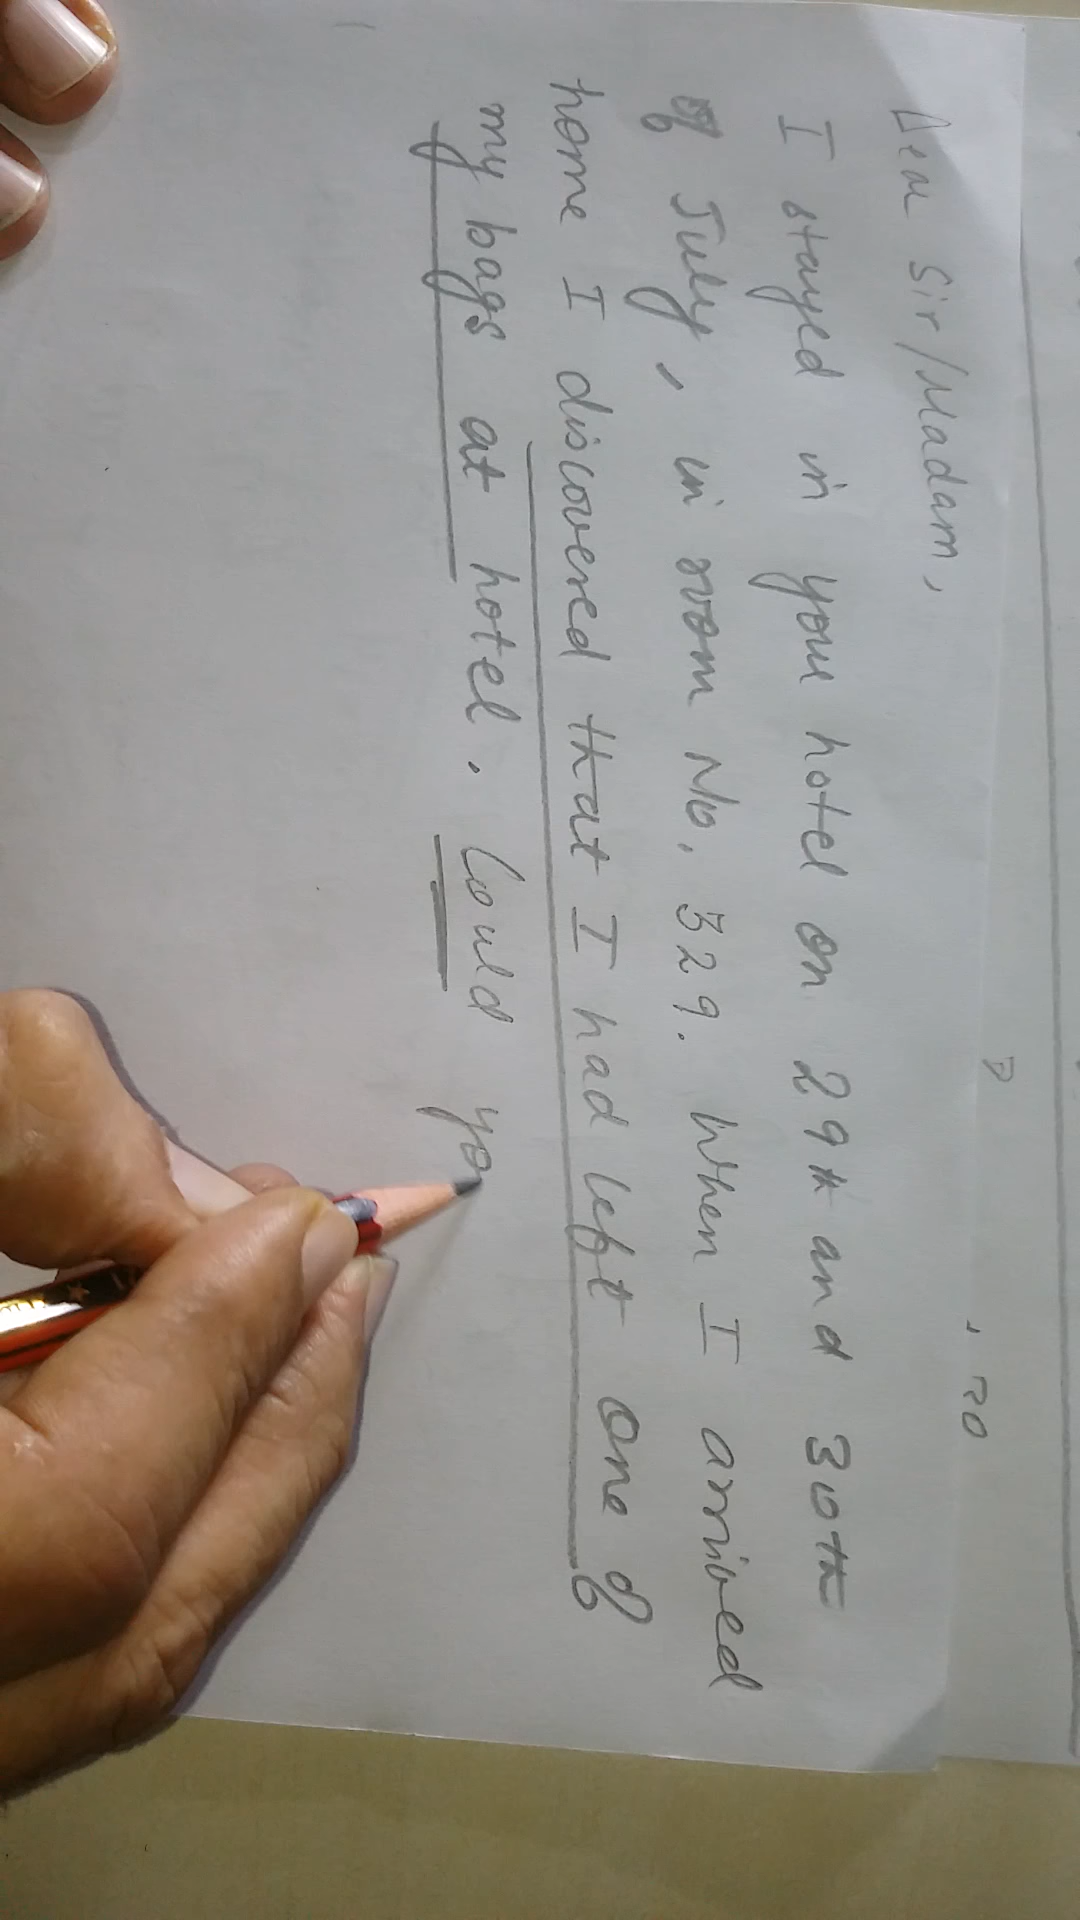 Dear Sir/Madam,
I stayed in your hotel on 29th and 30th
of July, in room No. 329. When I arrived
home I discovered that I had left one of
my bags at hotel. Could yo